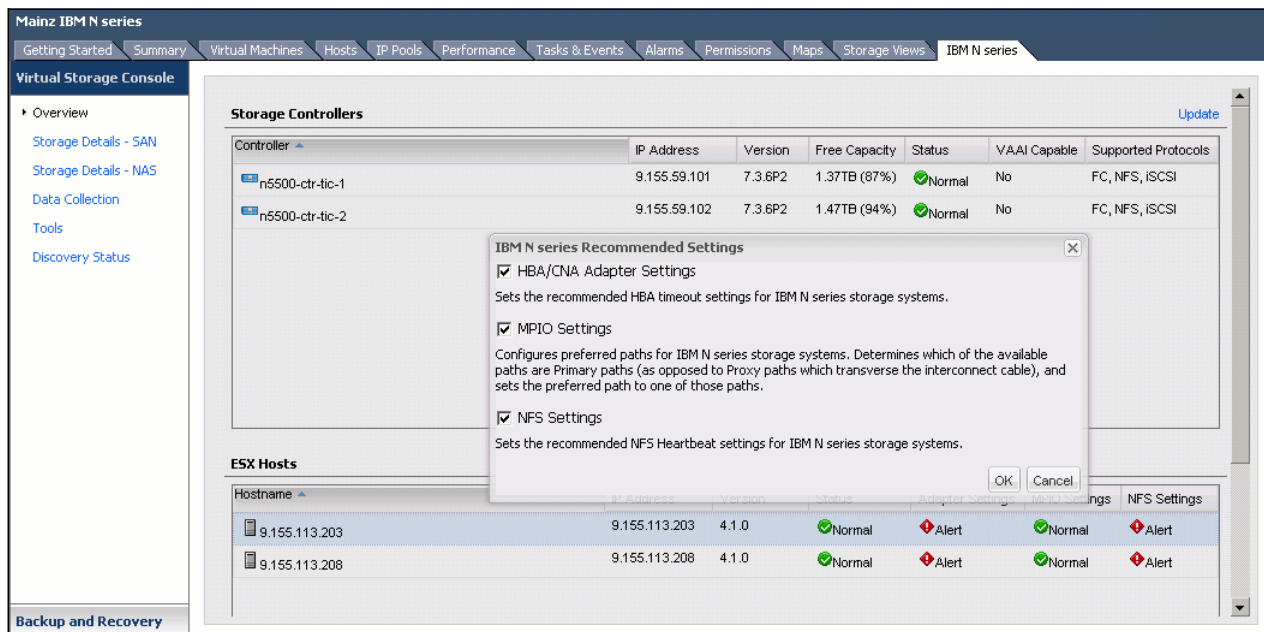 Mainz IBM N series
Getting Started Summary Virtual Machines Hosts IP Pools Performance Tasks & Events Alarms Permissions Maps Storage Views IBM N series
Virtual Storage Console
Overview
Storage Details - SAN
Storage Details - NAS
Data Collection
Tools
Discovery Status
Backup and Recovery
Storage Controllers Update
Controller IP Address Version Free Capacity Status VAAI Capable Supported Protocols
n5500-ctr-tic-1 9.155.59.101 7.3.6P2 1.37TB (87%) Normal No FC, NFS, iSCSI
n5500-ctr-tic-2 9.155.59.102 7.3.6P2 1.47TB (94%) Normal No FC, NFS, iSCSI
IBM N series Recommended Settings
HBA/CNA Adapter Settings
Sets the recommended HBA timeout settings for IBM N series storage systems.
MPIO Settings
Configures preferred paths for IBM N series storage systems. Determines which of the available
paths are Primary paths (as opposed to Proxy paths which transverse the interconnect cable), and
sets the preferred path to one of those paths.
NFS Settings
Sets the recommended NFS Heartbeat settings for IBM N series storage systems.
OK Cancel
ESX Hosts
Hostname IP Address Version Status Adapter Settings MPIO Settings NFS Settings
9.155.113.203 9.155.113.203 4.1.0 Normal Alert Normal Alert
9.155.113.208 9.155.113.208 4.1.0 Normal Alert Normal Alert